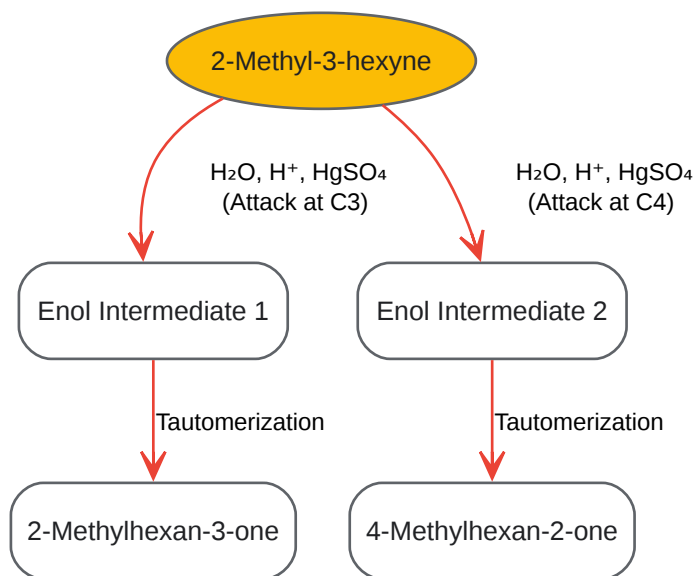 2-Methyl-3-hexyne
H₂O, H⁺, HgSO₄
(Attack at C3)
H₂O, H⁺, HgSO₄
(Attack at C4)
Enol Intermediate 1
Enol Intermediate 2
Tautomerization
Tautomerization
2-Methylhexan-3-one
4-Methylhexan-2-one